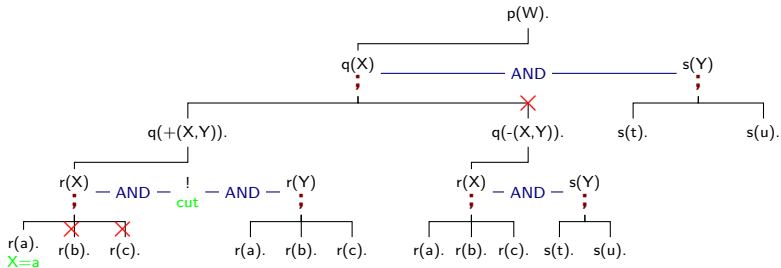 p(W).
q(X) AND s(Y)
q(+(X,Y)). q(-(X,Y)). s(t). s(u).
r(X) AND ! AND r(Y) r(X) AND s(Y)
cut
r(a). r(b). r(c). r(a). r(b). r(c). r(a). r(b). r(c). s(t). s(u).
X=a